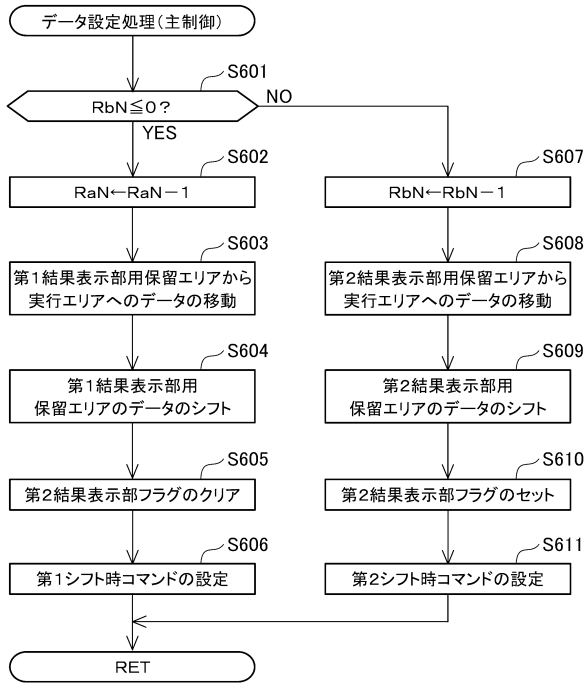 データ設定処理(主制御)
S601
RbN≦0?
NO
YES
S602
RaN←RaN-1
S603
第1結果表示部用保留エリアから
実行エリアへのデータの移動
S604
第1結果表示部用
保留エリアのデータのシフト
S605
第2結果表示部フラグのクリア
S606
第1シフト時コマンドの設定
S607
RbN←RbN-1
S608
第2結果表示部用保留エリアから
実行エリアへのデータの移動
S609
第2結果表示部用
保留エリアのデータのシフト
S610
第2結果表示部フラグのセット
S611
第2シフト時コマンドの設定
RET